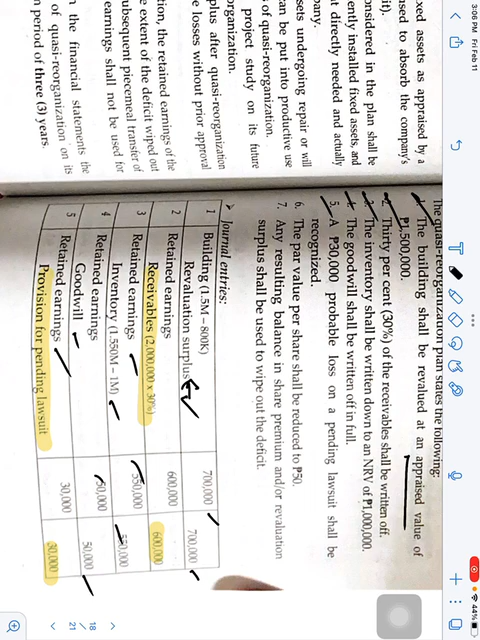 3:06 PM Fri Feb 11
44%
xed assets as appraised by a
used to absorb the company's
it).
onsidered in the plan shall be
ently installed fixed assets, and
t directly needed and actually
pany.
sets undergoing repair or will
an be put into productive use
of quasi-reorganization.
project study on its future
organization.
plus after quasi-reorganization
e losses without prior approval
tion, the retained earnings of the
e extent of the deficit wiped out
ubsequent piecemeal transfer of
earnings shall not be used for
n the financial statements the
of quasi-reorganization on its
n period of three (3) years.
The quasi-reorganization plan states the following:
The building shall be revalued at an appraised value of
₱1,500,000.
Thirty per cent (30%) of the receivables shall be written off.
The inventory shall be written down to an NRV of ₱1,000,000.
The goodwill shall be written off in full.
5. A ₱30,000 probable loss on a pending lawsuit shall be
recognized.
6. The par value per share shall be reduced to ₱50.
7. Any resulting balance in share premium and/or revaluation
surplus shall be used to wipe out the deficit.
Journal entries:
1 Building (1.5M – 800K) 700,000
Revaluation surplus 700,000
2 Retained earnings 600,000
Receivables (2,000,000 x 30%) 600,000
3 Retained earnings 550,000
Inventory (1.550M – 1M) 550,000
4 Retained earnings 50,000
Goodwill 50,000
5 Retained earnings 30,000
Provision for pending lawsuit 30,000
18
21 /